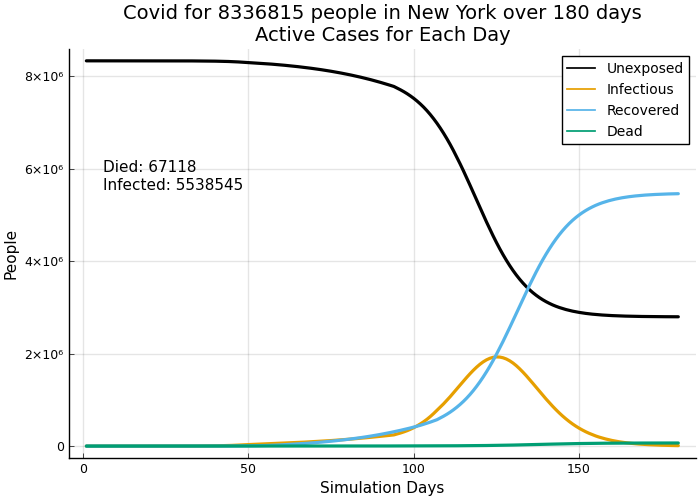 Covid for 8336815 people in New York over 180 days
Active Cases for Each Day
Unexposed
Infectious
Recovered
Dead
Died: 67118
Infected: 5538545
People
8×10⁶
6×10⁶
4×10⁶
2×10⁶
0
0 50 100 150
Simulation Days